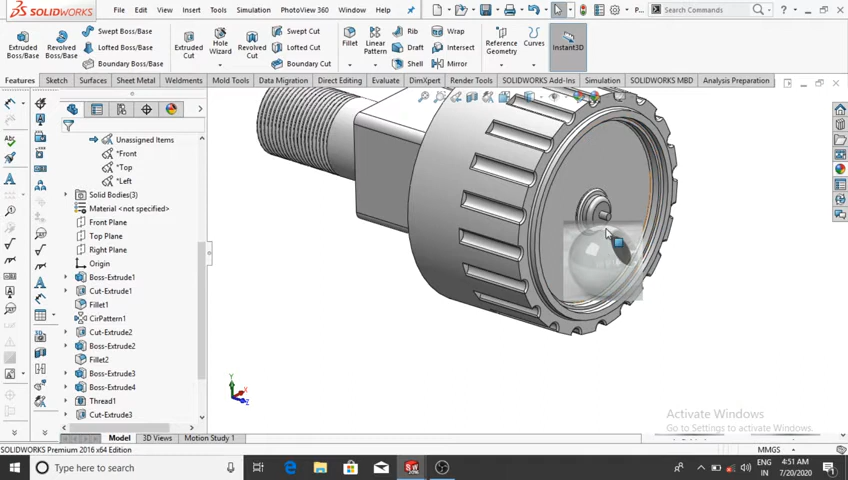 SOLIDWORKS File Edit View Insert Tools Simulation PhotoView 360 Window Help P... Search Commands
Extruded Boss/Base
Revolved Boss/Base
Swept Boss/Base
Lofted Boss/Base
Boundary Boss/Base
Extruded Cut
Hole Wizard
Revolved Cut
Swept Cut
Lofted Cut
Boundary Cut
Fillet
Linear Pattern
Rib
Draft
Shell
Wrap
Intersect
Mirror
Reference Geometry
Curves
Instant3D
Features Sketch Surfaces Sheet Metal Weldments Mold Tools Data Migration Direct Editing Evaluate DimXpert Render Tools SOLIDWORKS Add-Ins Simulation SOLIDWORKS MBD Analysis Preparation
Unassigned Items
*Front
*Top
*Left
Solid Bodies(3)
Material <not specified>
Front Plane
Top Plane
Right Plane
Origin
Boss-Extrude1
Cut-Extrude1
Fillet1
CirPattern1
Cut-Extrude2
Boss-Extrude2
Fillet2
Boss-Extrude3
Boss-Extrude4
Thread1
Cut-Extrude3
Y
X
Z
Activate Windows
Go to Settings to activate Windows.
Model 3D Views Motion Study 1
SOLIDWORKS Premium 2016 x64 Edition MMGS
Type here to search
ENG 4:51 AM
IN 7/20/2020